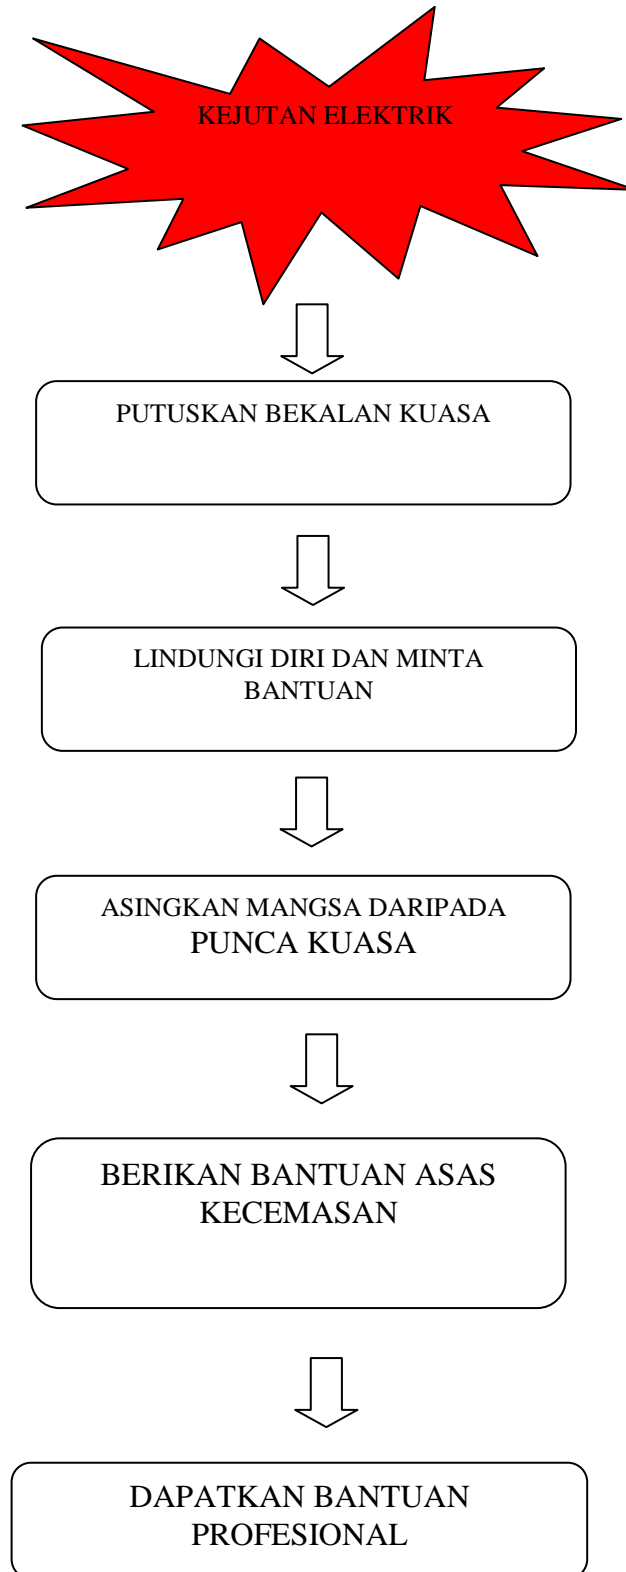 KEJUTAN ELEKTRIK
PUTUSKAN BEKALAN KUASA
LINDUNGI DIRI DAN MINTA
BANTUAN
ASINGKAN MANGSA DARIPADA
PUNCA KUASA
BERIKAN BANTUAN ASAS
KECEMASAN
DAPATKAN BANTUAN
PROFESIONAL